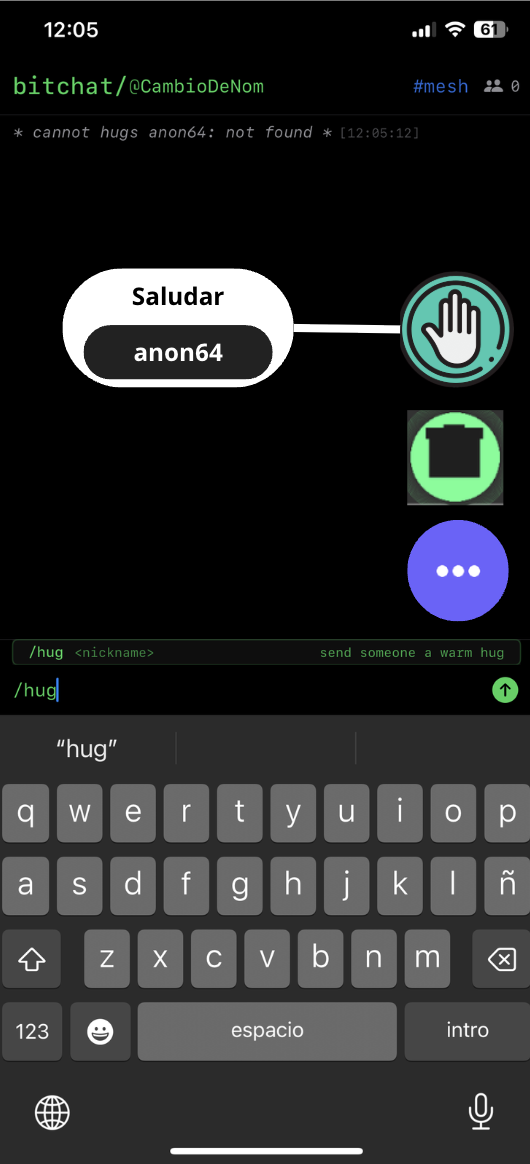 12:05
61
bitchat/@CambioDeNom #mesh 0
* cannot hugs anon64: not found * [12:05:12]
Saludar
anon64
/hug <nickname> send someone a warm hug
/hug
“hug”
q w e r t y u i o p
a s d f g h j k l ñ
z x c v b n m
123 espacio intro